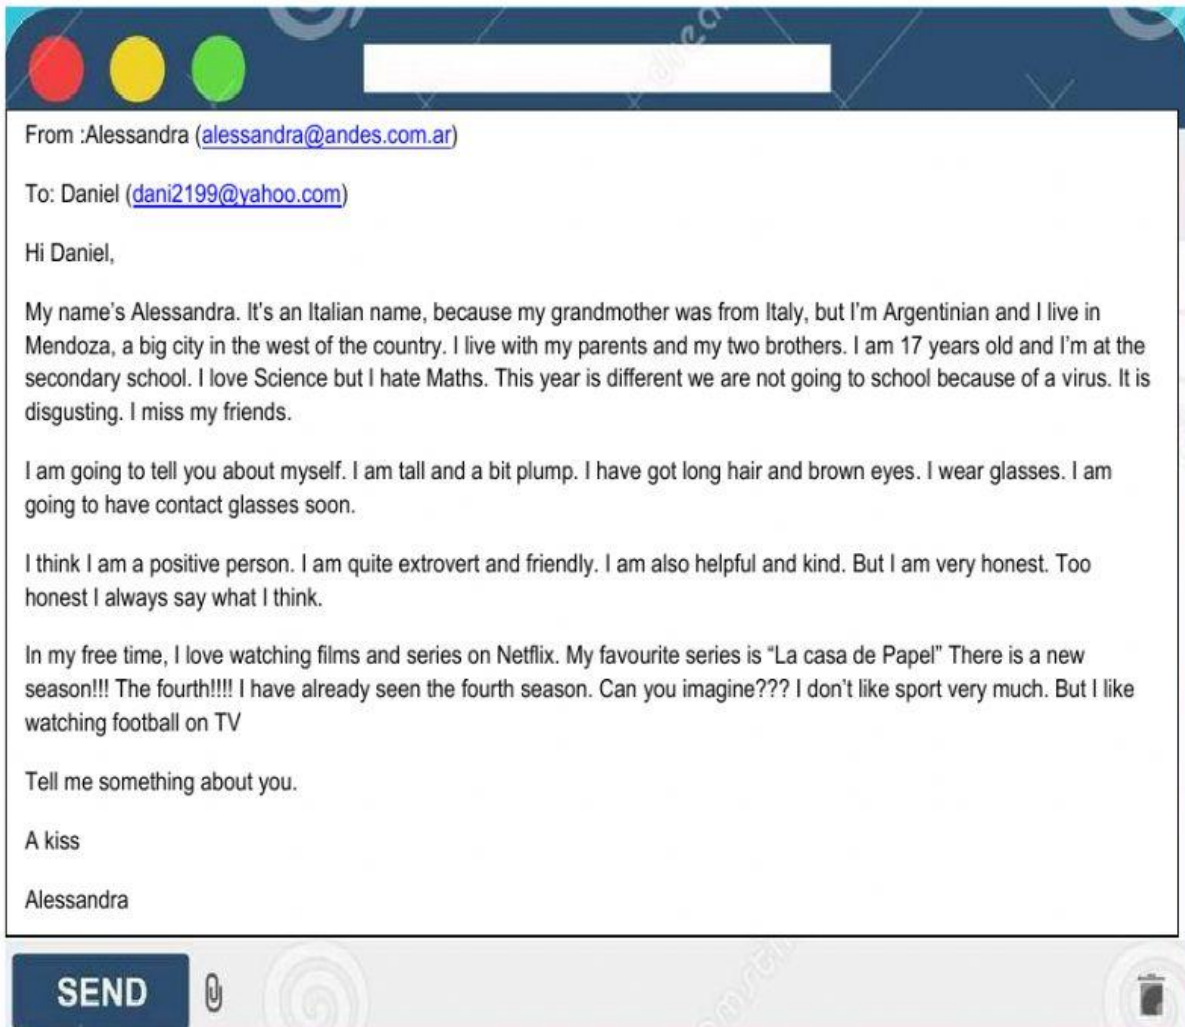 From :Alessandra (alessandra@andes.com.ar)
To: Daniel (dani2199@yahoo.com)
Hi Daniel,
My name's Alessandra. It's an Italian name, because my grandmother was from Italy, but I'm Argentinian and I live in
Mendoza, a big city in the west of the country. I live with my parents and my two brothers. I am 17 years old and I'm at the
secondary school. I love Science but I hate Maths. This year is different we are not going to school because of a virus. It is
disgusting. I miss my friends.
I am going to tell you about myself. I am tall and a bit plump. I have got long hair and brown eyes. I wear glasses. I am
going to have contact glasses soon.
I think I am a positive person. I am quite extrovert and friendly. I am also helpful and kind. But I am very honest. Too
honest I always say what I think.
In my free time, I love watching films and series on Netflix. My favourite series is “La casa de Papel” There is a new
season!!! The fourth!!!! I have already seen the fourth season. Can you imagine??? I don't like sport very much. But I like
watching football on TV
Tell me something about you.
A kiss
Alessandra
SEND